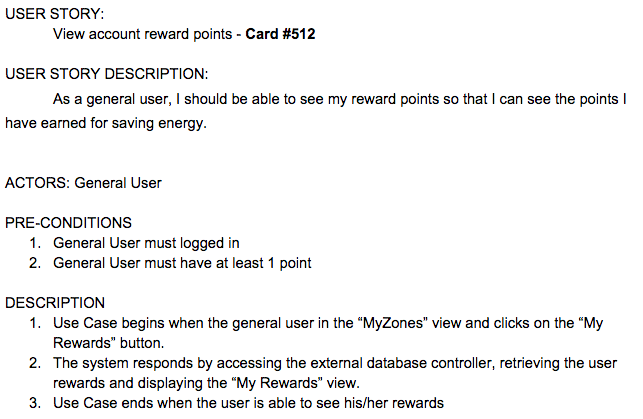 USER STORY:
View account reward points - Card #512
USER STORY DESCRIPTION:
As a general user, I should be able to see my reward points so that I can see the points I
have earned for saving energy.
ACTORS: General User
PRE-CONDITIONS
1. General User must logged in
2. General User must have at least 1 point
DESCRIPTION
1. Use Case begins when the general user in the “MyZones” view and clicks on the “My
Rewards” button.
2. The system responds by accessing the external database controller, retrieving the user
rewards and displaying the “My Rewards” view.
3. Use Case ends when the user is able to see his/her rewards